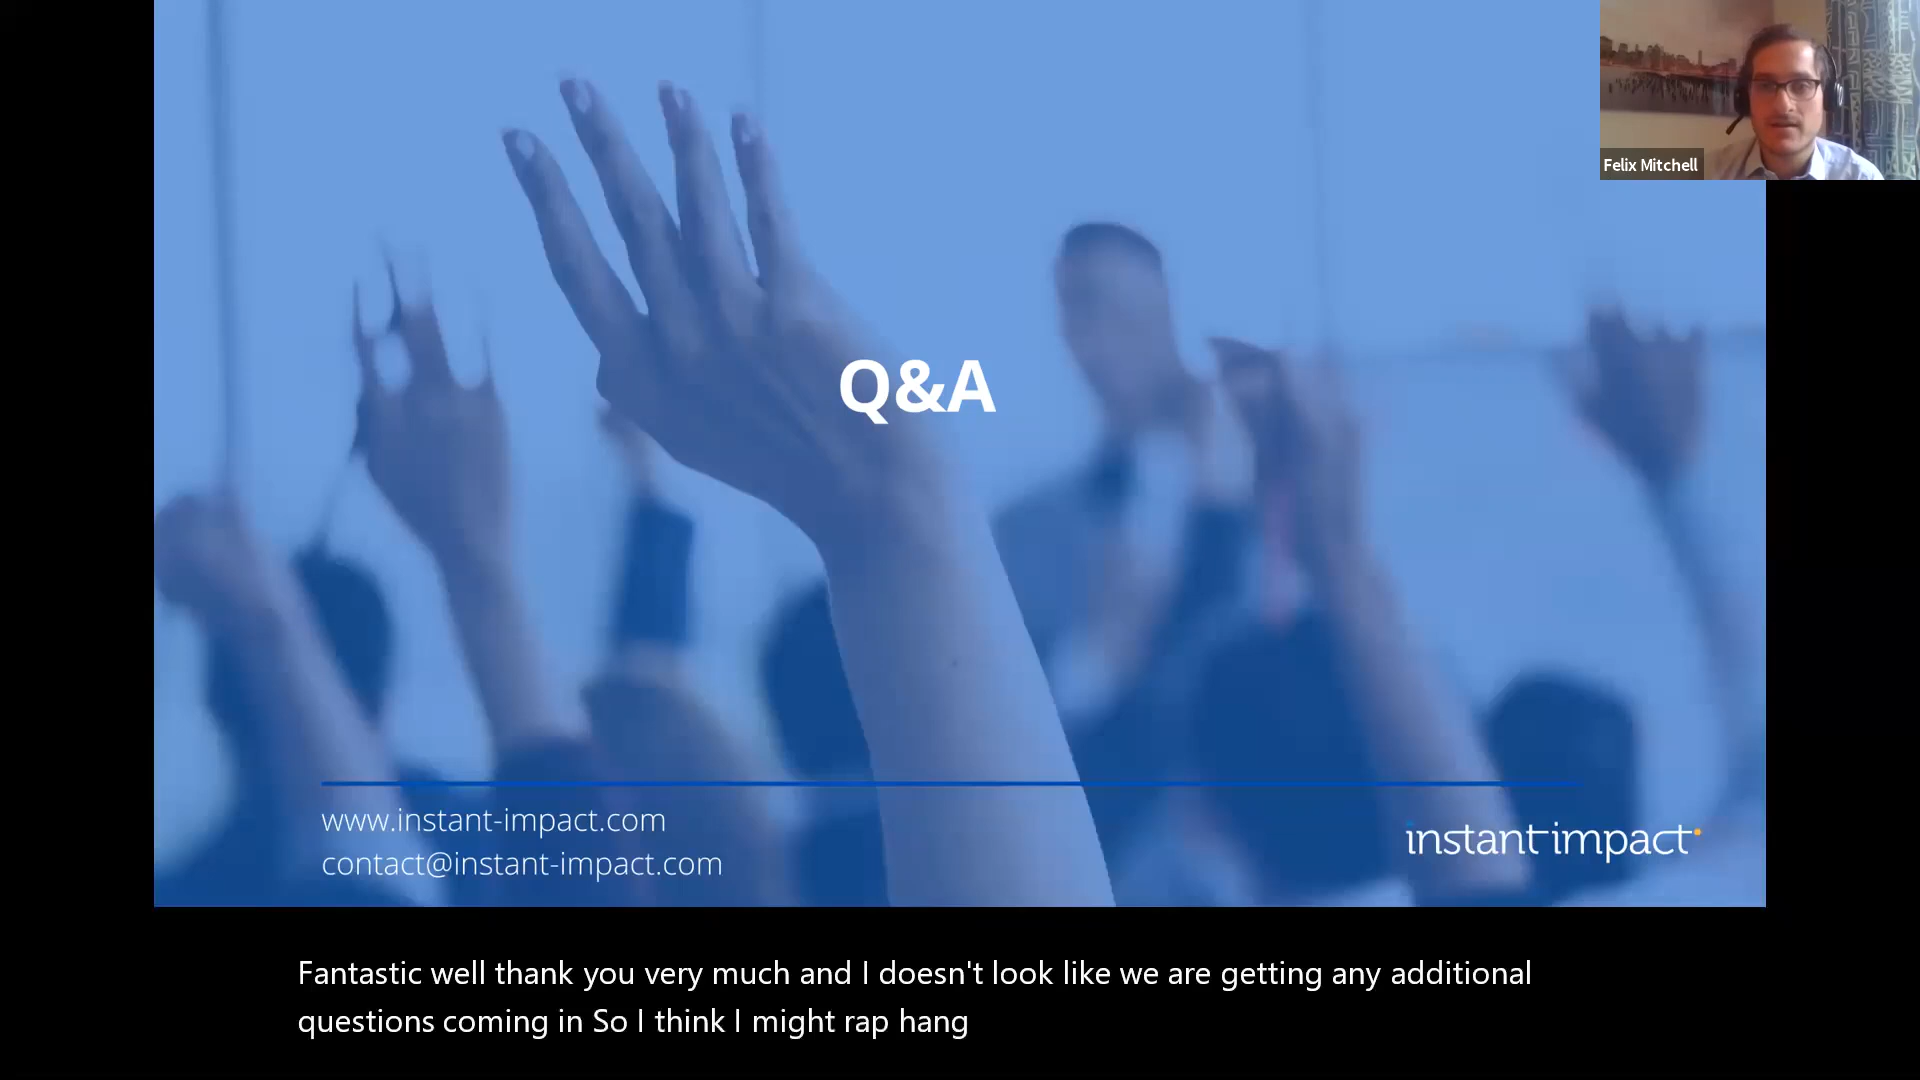 Felix Mitchell
Q&A
www.instant-impact.com
contact@instant-impact.com
instant impact
Fantastic well thank you very much and I doesn't look like we are getting any additional
questions coming in So I think I might rap hang